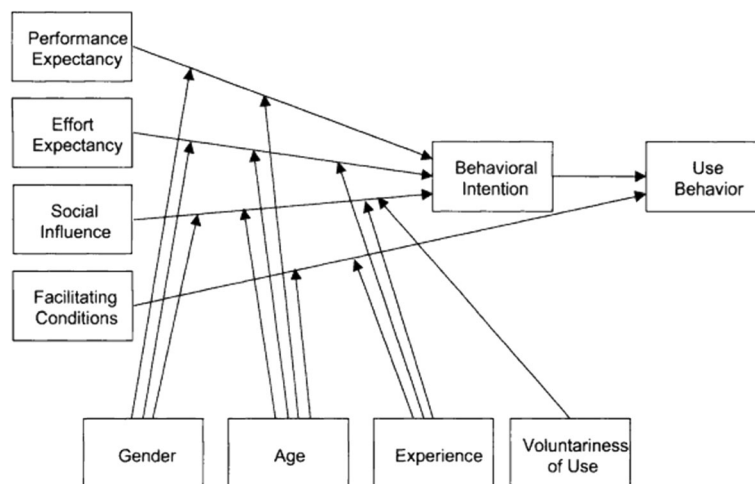 Performance
Expectancy
Effort
Expectancy
Social
Influence
Facilitating
Conditions
Behavioral
Intention
Use
Behavior
Gender
Age
Experience
Voluntariness
of Use